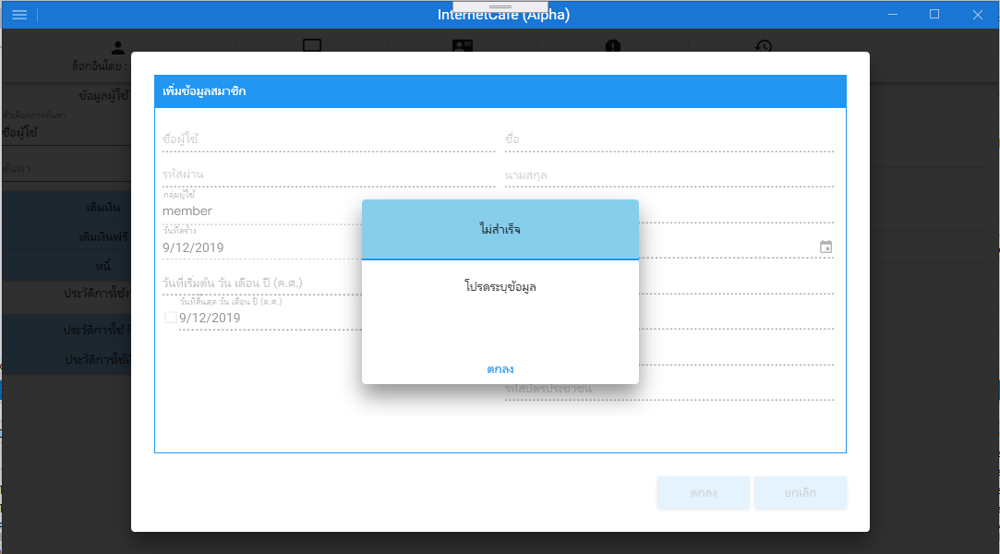 InternetCafe (Alpha)
ล็อกอินโดย :
ข้อมูลผู้ใช้
ตัวเลือกการค้นหา
ชื่อผู้ใช้
ค้นหา
เติมเงิน
เติมเงินฟรี
หนี้
ประวัติการใช้
ประวัติการใช้
ประวัติการใช้
เพิ่มข้อมูลสมาชิก
ชื่อผู้ใช้
ชื่อ
รหัสผ่าน
นามสกุล
กลุ่มผู้ใช้
member
วันที่สร้าง
9/12/2019
วันที่เริ่มต้น วัน เดือน ปี (ค.ศ.)
วันที่สิ้นสุด วัน เดือน ปี (ค.ศ.)
9/12/2019
รหัสบัตรประชาชน
ไม่สำเร็จ
โปรดระบุข้อมูล
ตกลง
ตกลง
ยกเลิก